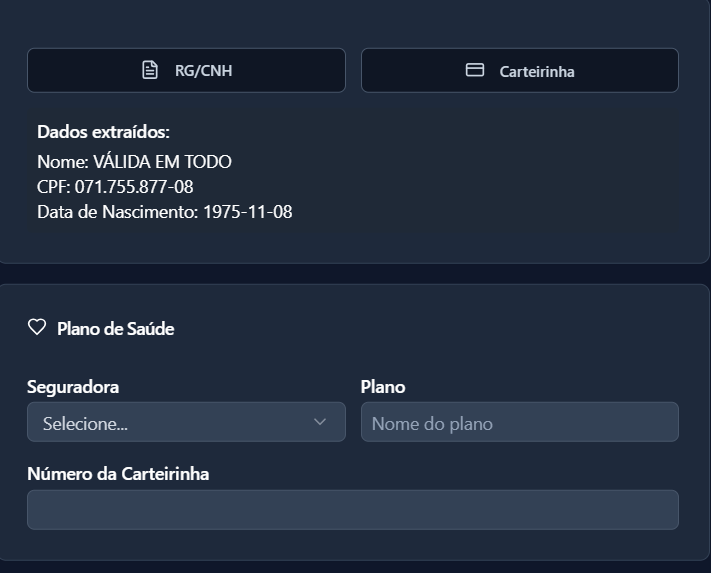 RG/CNH
Carteirinha
Dados extraídos:
Nome: VÁLIDA EM TODO
CPF: 071.755.877-08
Data de Nascimento: 1975-11-08
Plano de Saúde
Seguradora
Plano
Selecione...
Nome do plano
Número da Carteirinha